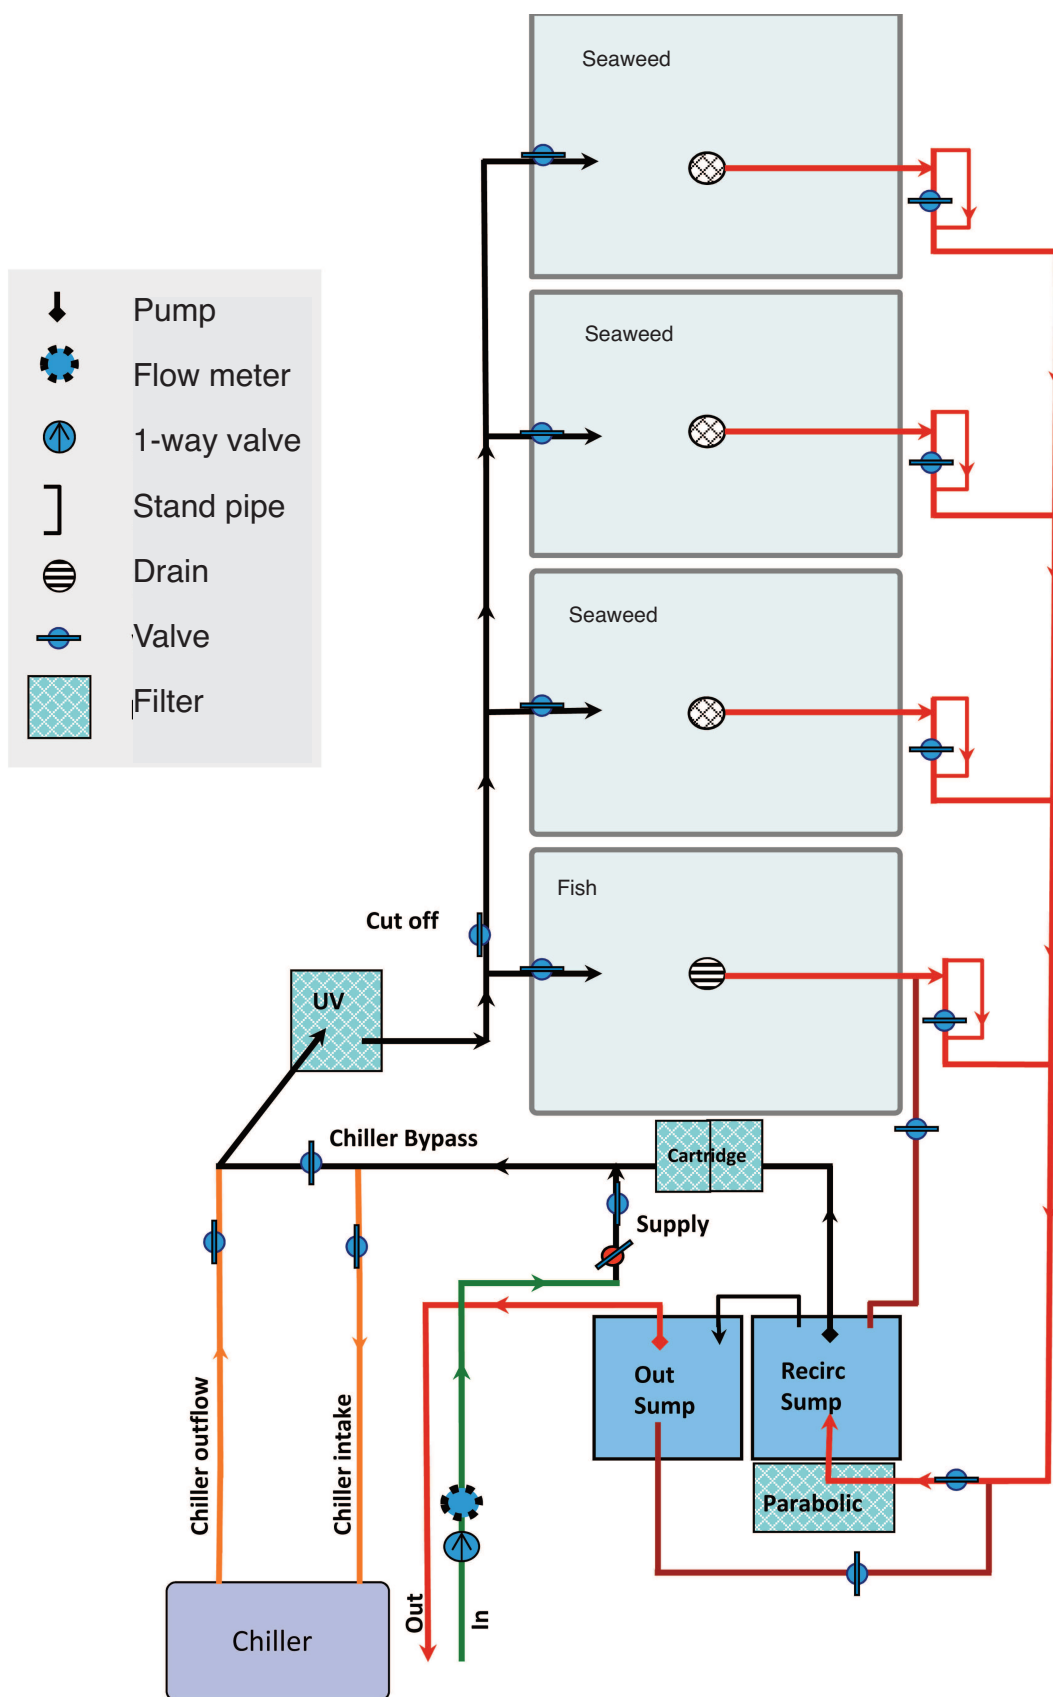 Seaweed
Pump
Flow meter
1-way valve
Stand pipe
Drain
Valve
Filter
Seaweed
Seaweed
Fish
Cut off
UV
Chiller Bypass
Cartridge
Supply
Out
Sump
Recirc
Sump
Parabolic
Chiller outflow
Chiller intake
Out
In
Chiller